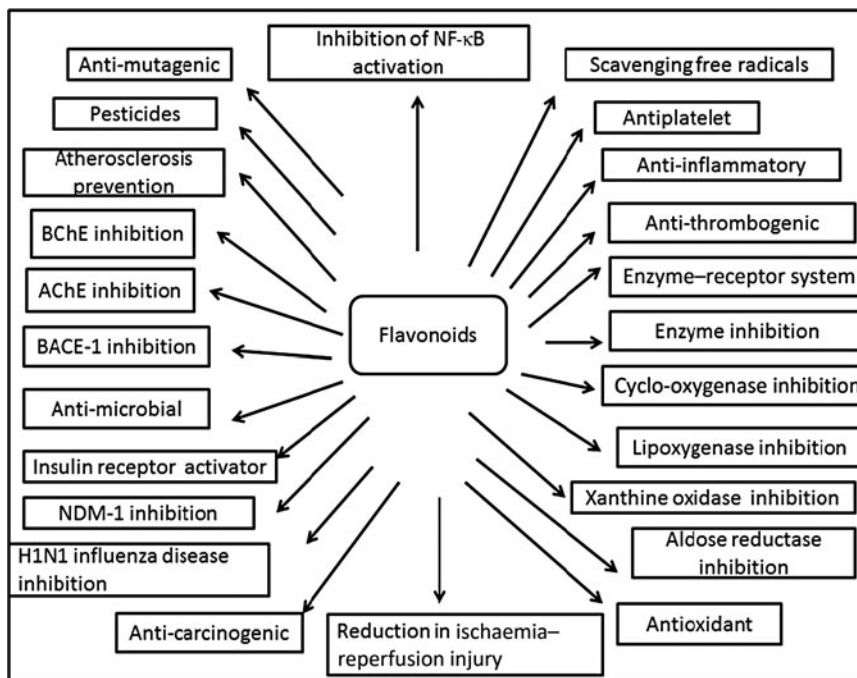 Inhibition of NF-κB
activation
Anti-mutagenic
Pesticides
Atherosclerosis
prevention
BChE inhibition
AChE inhibition
BACE-1 inhibition
Anti-microbial
Insulin receptor activator
NDM-1 inhibition
H1N1 influenza disease
inhibition
Anti-carcinogenic
Flavonoids
Scavenging free radicals
Antiplatelet
Anti-inflammatory
Anti-thrombogenic
Enzyme–receptor system
Enzyme inhibition
Cyclo-oxygenase inhibition
Lipoxygenase inhibition
Xanthine oxidase inhibition
Aldose reductase
inhibition
Antioxidant
Reduction in ischaemia–
reperfusion injury